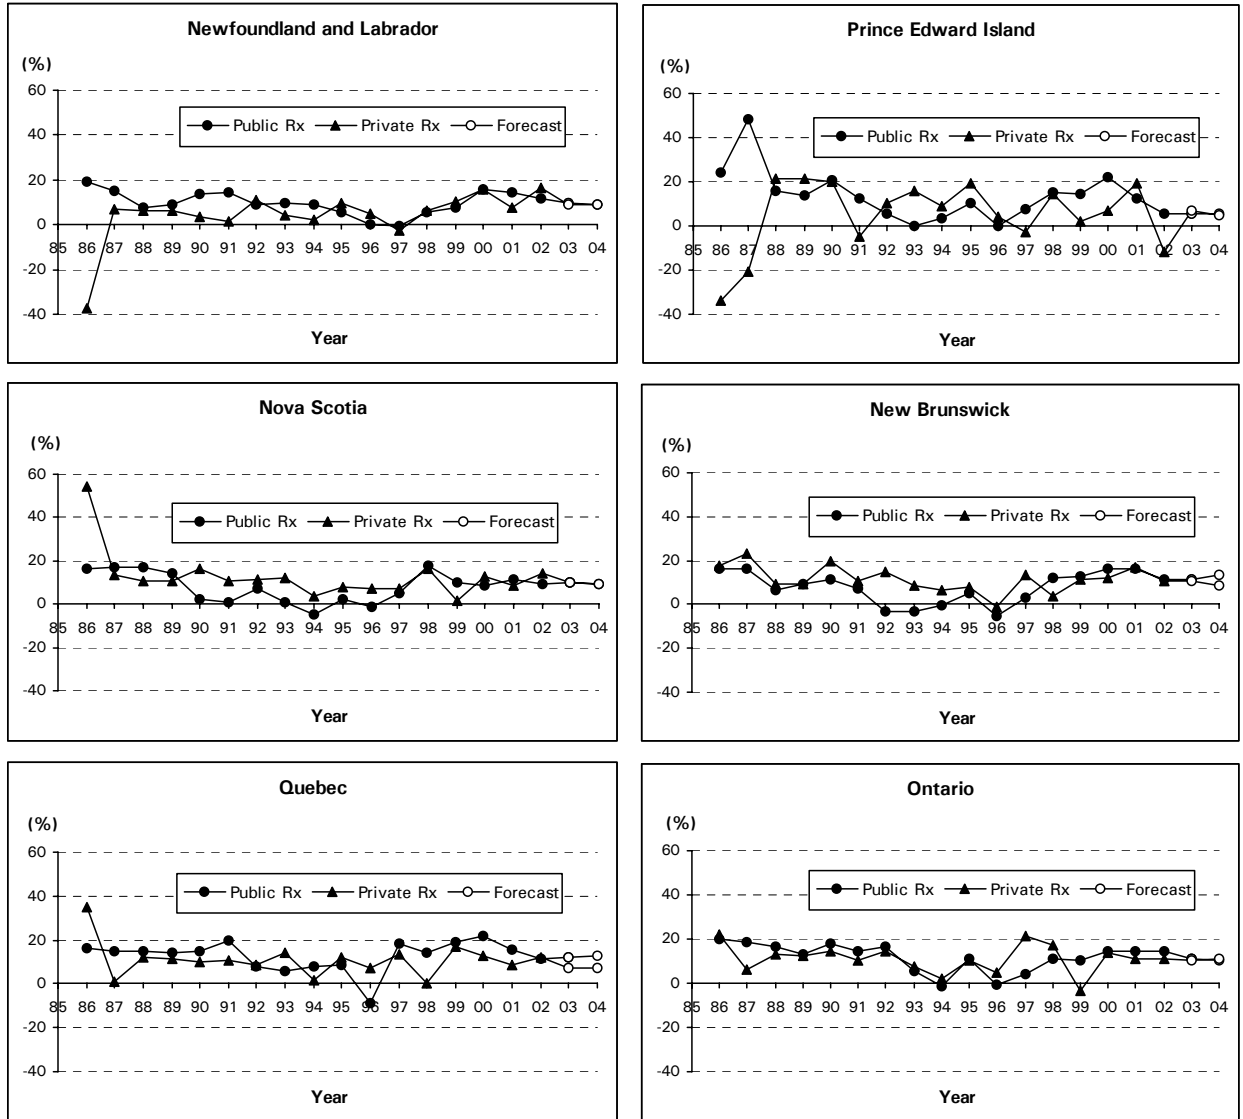 Newfoundland and Labrador
(%)
60
40
20
0
-20
-40
Public Rx Private Rx Forecast
85 86 87 88 89 90 91 92 93 94 95 96 97 98 99 00 01 02 03 04
Year
Prince Edward Island
(%)
60
40
20
0
-20
-40
Public Rx Private Rx Forecast
85 86 87 88 89 90 91 92 93 94 95 96 97 98 99 00 01 02 03 04
Year
Nova Scotia
(%)
60
40
20
0
-20
-40
Public Rx Private Rx Forecast
85 86 87 88 89 90 91 92 93 94 95 96 97 98 99 00 01 02 03 04
Year
New Brunswick
(%)
60
40
20
0
-20
-40
Public Rx Private Rx Forecast
85 86 87 88 89 90 91 92 93 94 95 96 97 98 99 00 01 02 03 04
Year
Quebec
(%)
60
40
20
0
-20
-40
Public Rx Private Rx Forecast
85 86 87 88 89 90 91 92 93 94 95 96 97 98 99 00 01 02 03 04
Year
Ontario
(%)
60
40
20
0
-20
-40
Public Rx Private Rx Forecast
85 86 87 88 89 90 91 92 93 94 95 96 97 98 99 00 01 02 03 04
Year